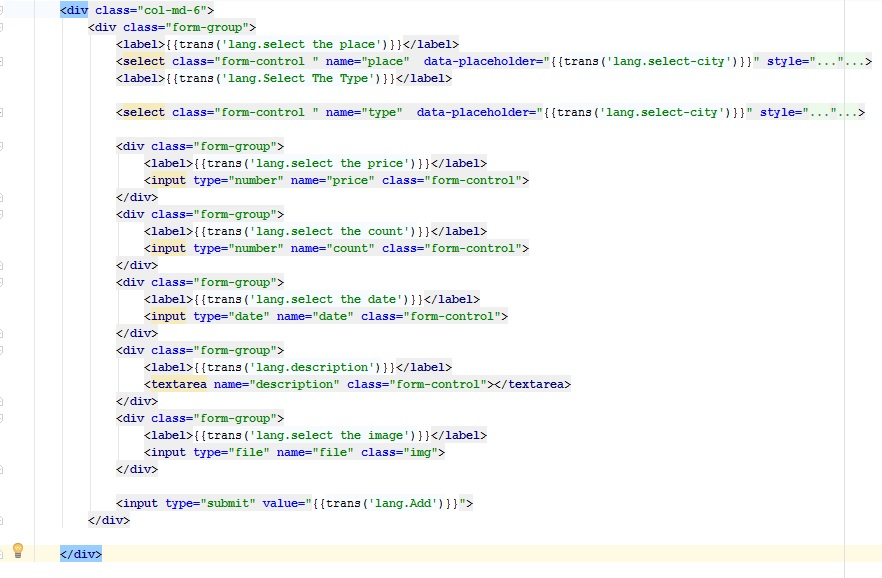 <div class="col-md-6">
<div class="form-group">
<label>{{trans('lang.select the place')}}</label>
<select class="form-control " name="place"  data-placeholder="{{trans('lang.select-city')}}" style="..."...>
<label>{{trans('lang.Select The Type')}}</label>
<select class="form-control " name="type"  data-placeholder="{{trans('lang.select-city')}}" style="..."...>
<div class="form-group">
<label>{{trans('lang.select the price')}}</label>
<input type="number" name="price" class="form-control">
</div>
<div class="form-group">
<label>{{trans('lang.select the count')}}</label>
<input type="number" name="count" class="form-control">
</div>
<div class="form-group">
<label>{{trans('lang.select the date')}}</label>
<input type="date" name="date" class="form-control">
</div>
<div class="form-group">
<label>{{trans('lang.description')}}</label>
<textarea name="description" class="form-control"></textarea>
</div>
<div class="form-group">
<label>{{trans('lang.select the image')}}</label>
<input type="file" name="file" class="img">
</div>
<input type="submit" value="{{trans('lang.Add')}}">
</div>
</div>